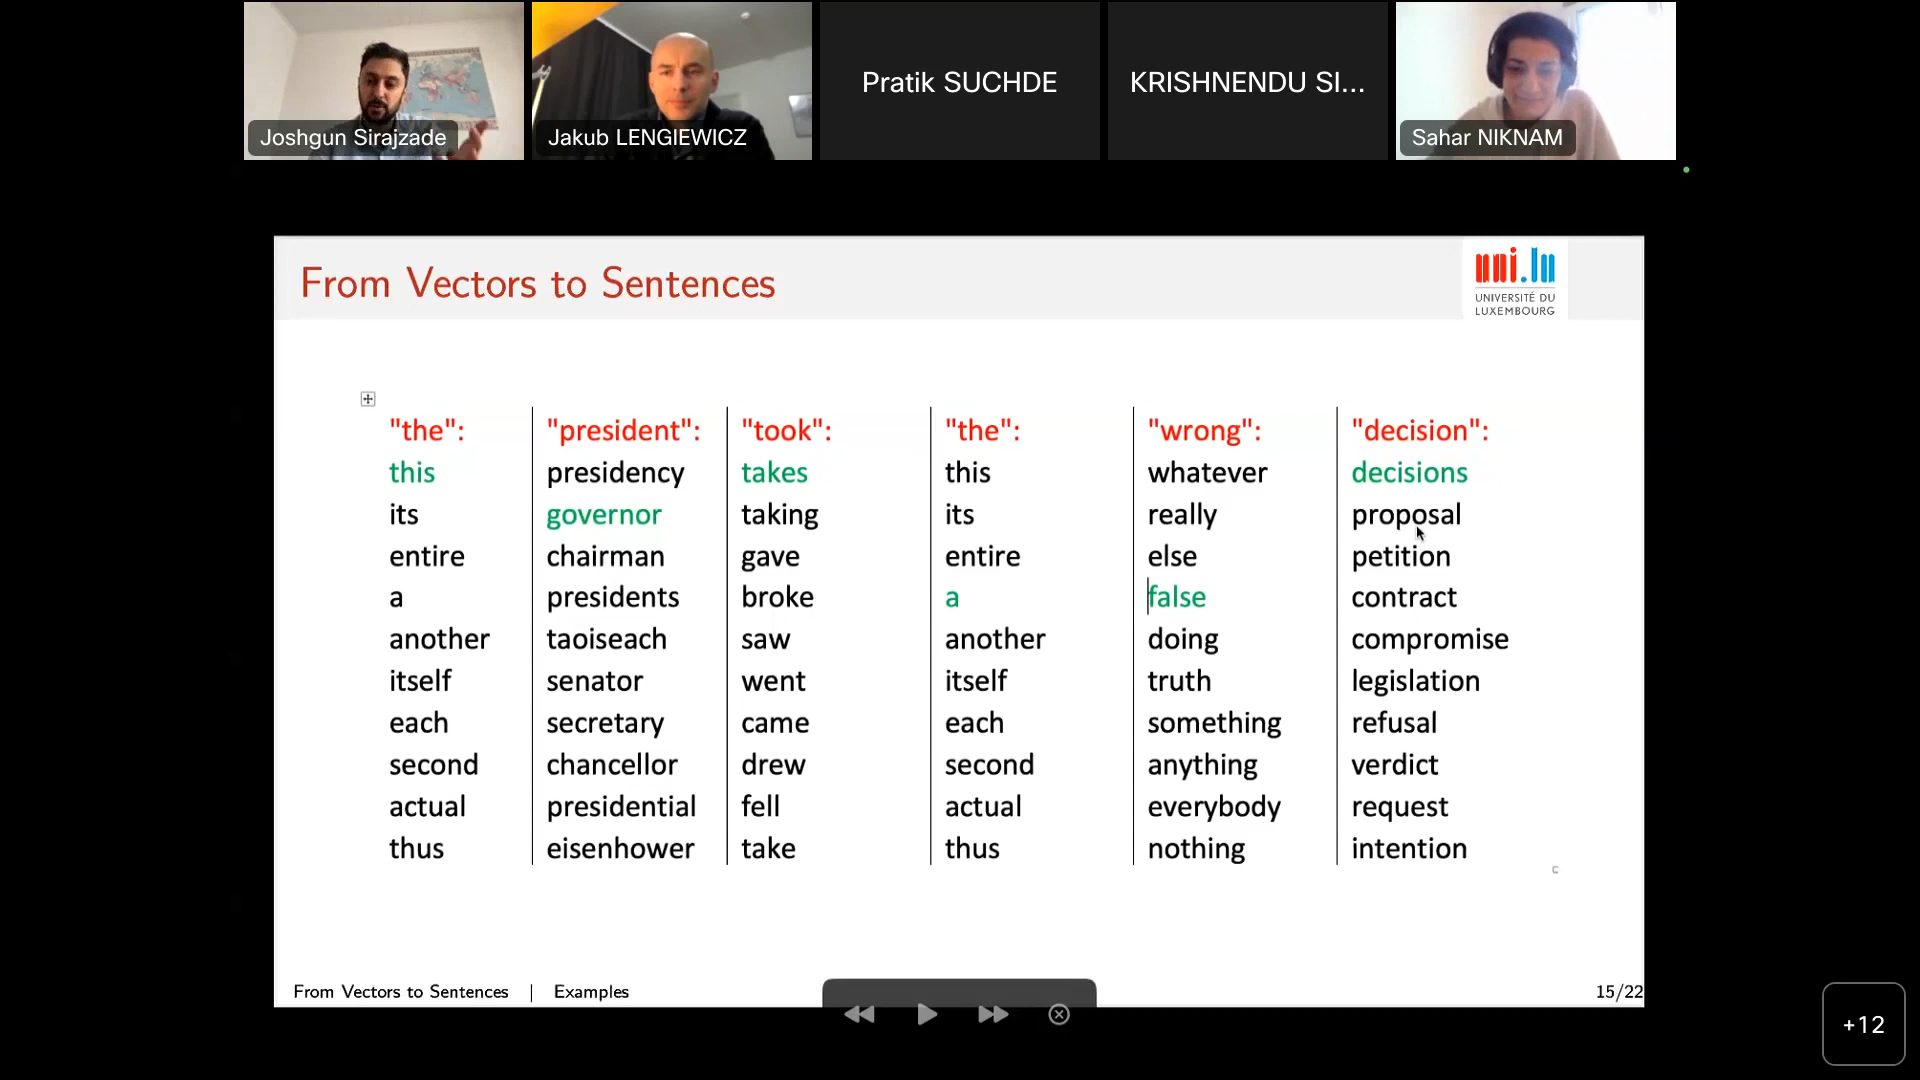 Joshgun Sirajzade
Jakub LENGIEWICZ
Pratik SUCHDE
KRISHNENDU SI...
Sahar NIKNAM
From Vectors to Sentences
uni.lu
UNIVERSITÉ DU
LUXEMBOURG
"the": "president": "took": "the": "wrong": "decision":
this presidency takes this whatever decisions
its governor taking its really proposal
entire chairman gave entire else petition
a presidents broke a false contract
another taoiseach saw another doing compromise
itself senator went itself truth legislation
each secretary came each something refusal
second chancellor drew second anything verdict
actual presidential fell actual everybody request
thus eisenhower take thus nothing intention
From Vectors to Sentences | Examples
15/22
+12